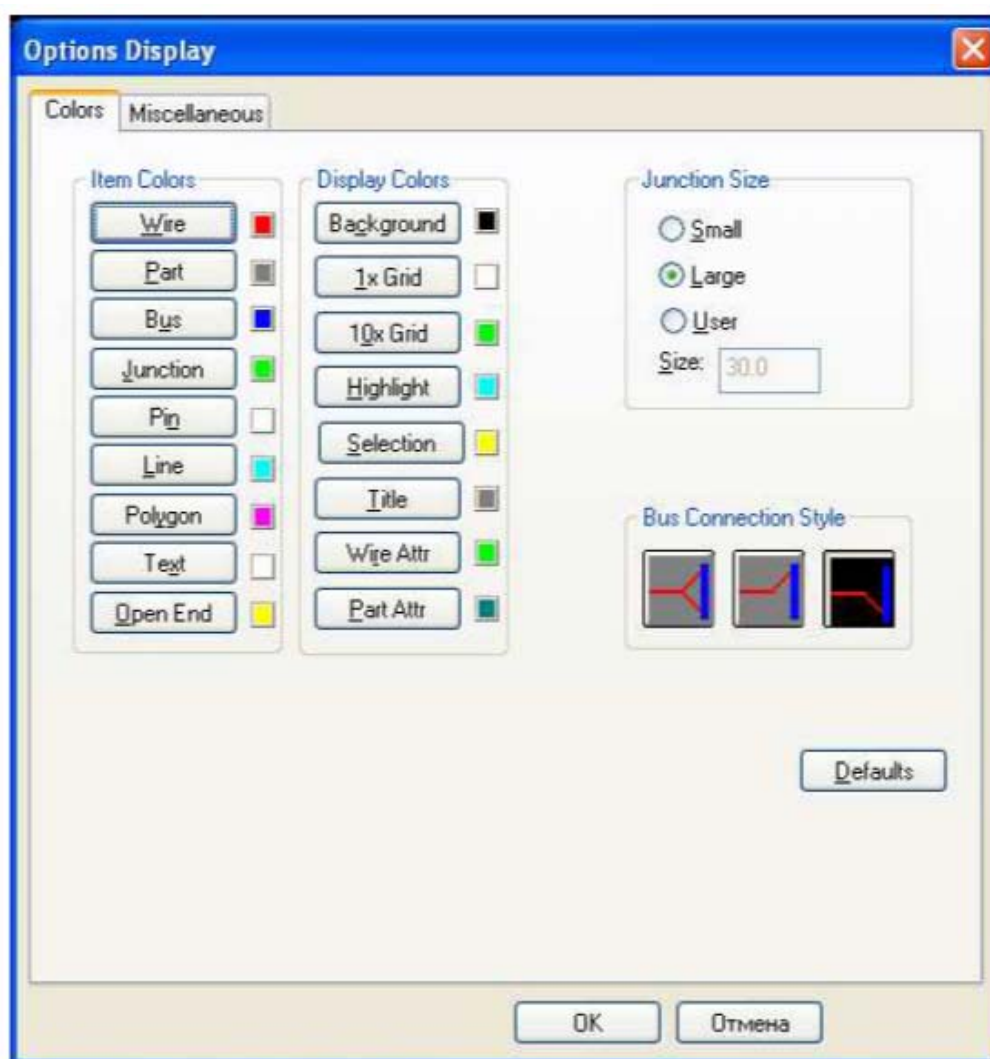 Options Display
Colors
Miscellaneous
Item Colors
Wire
Part
Bus
Junction
Pin
Line
Polygon
Text
Open End
Display Colors
Background
1x Grid
10x Grid
Highlight
Selection
Title
Wire Attr
Part Attr
Junction Size
Small
Large
User
Size: 30.0
Bus Connection Style
Defaults
OK
Отмена